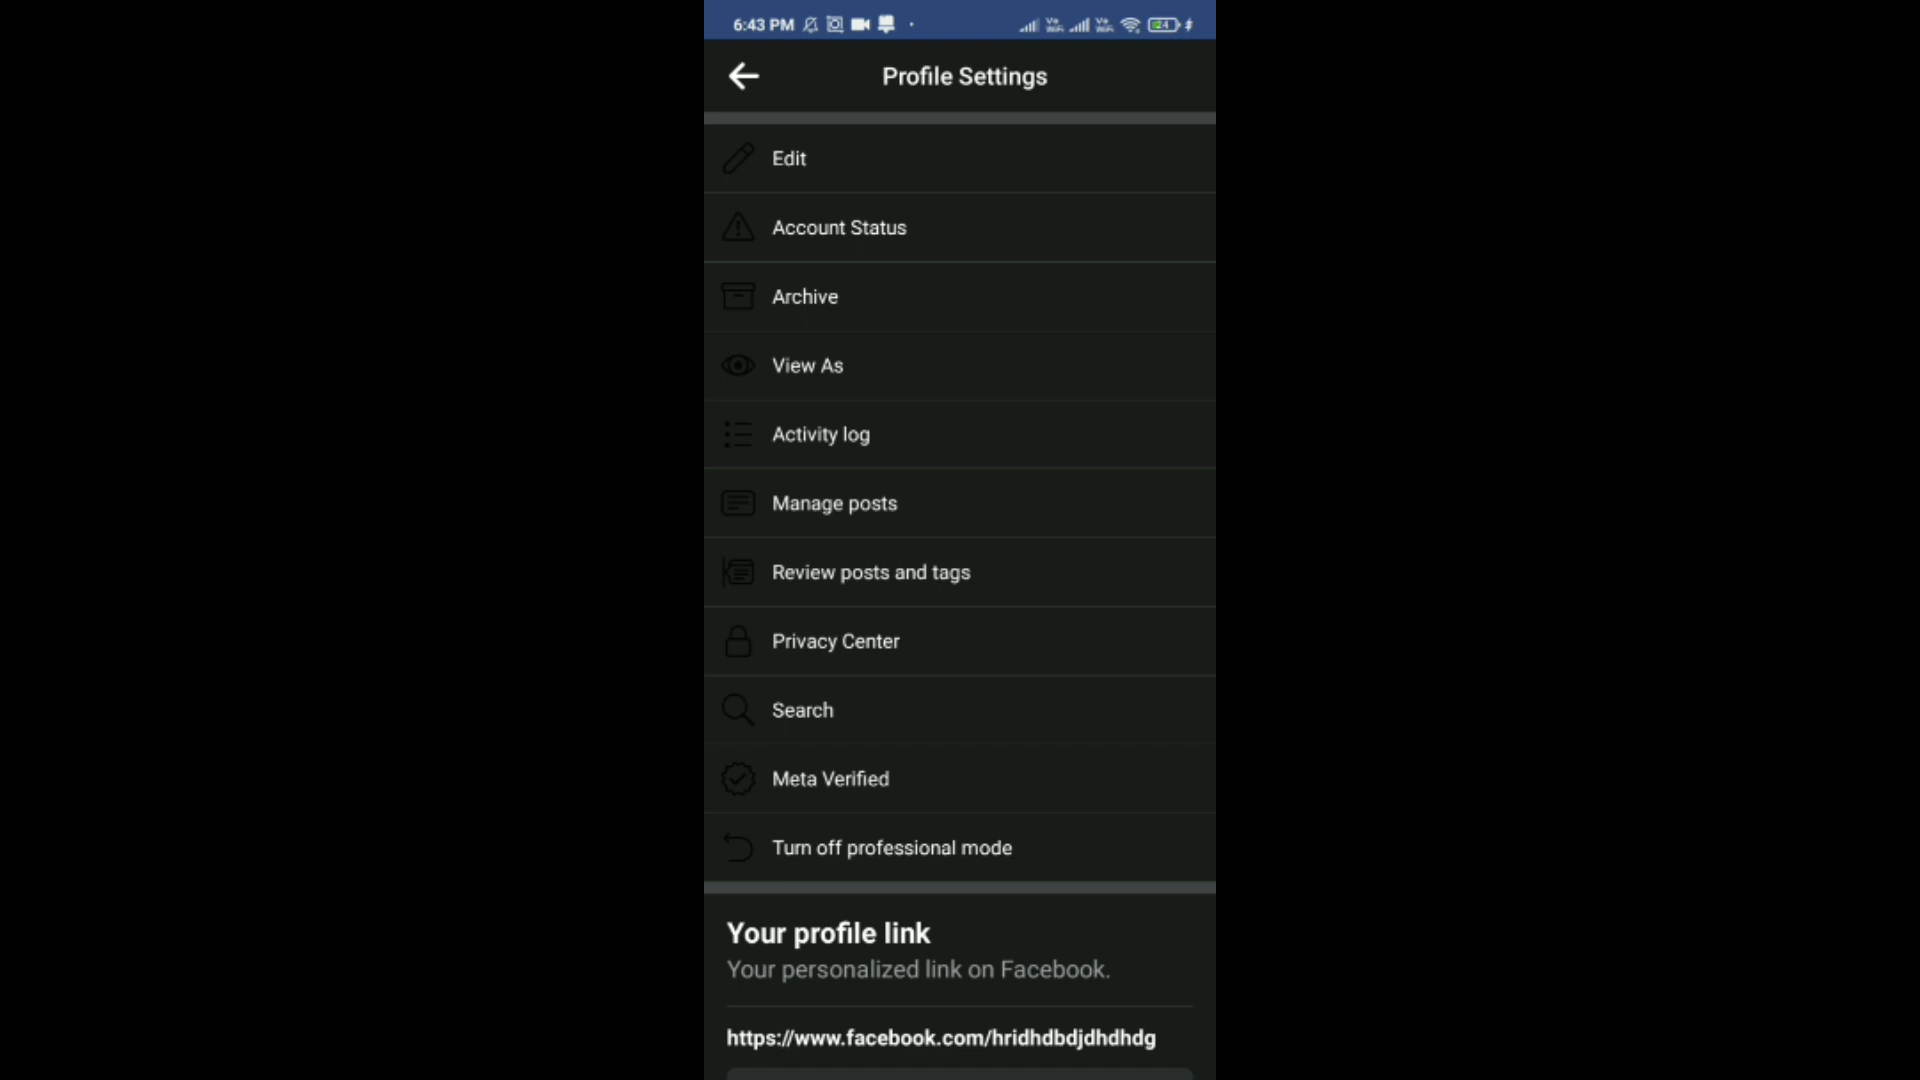 6:43 PM
24
Profile Settings
Edit
Account Status
Archive
View As
Activity log
Manage posts
Review posts and tags
Privacy Center
Search
Meta Verified
Turn off professional mode
Your profile link
Your personalized link on Facebook.
https://www.facebook.com/hridhdbdjdhdhdg